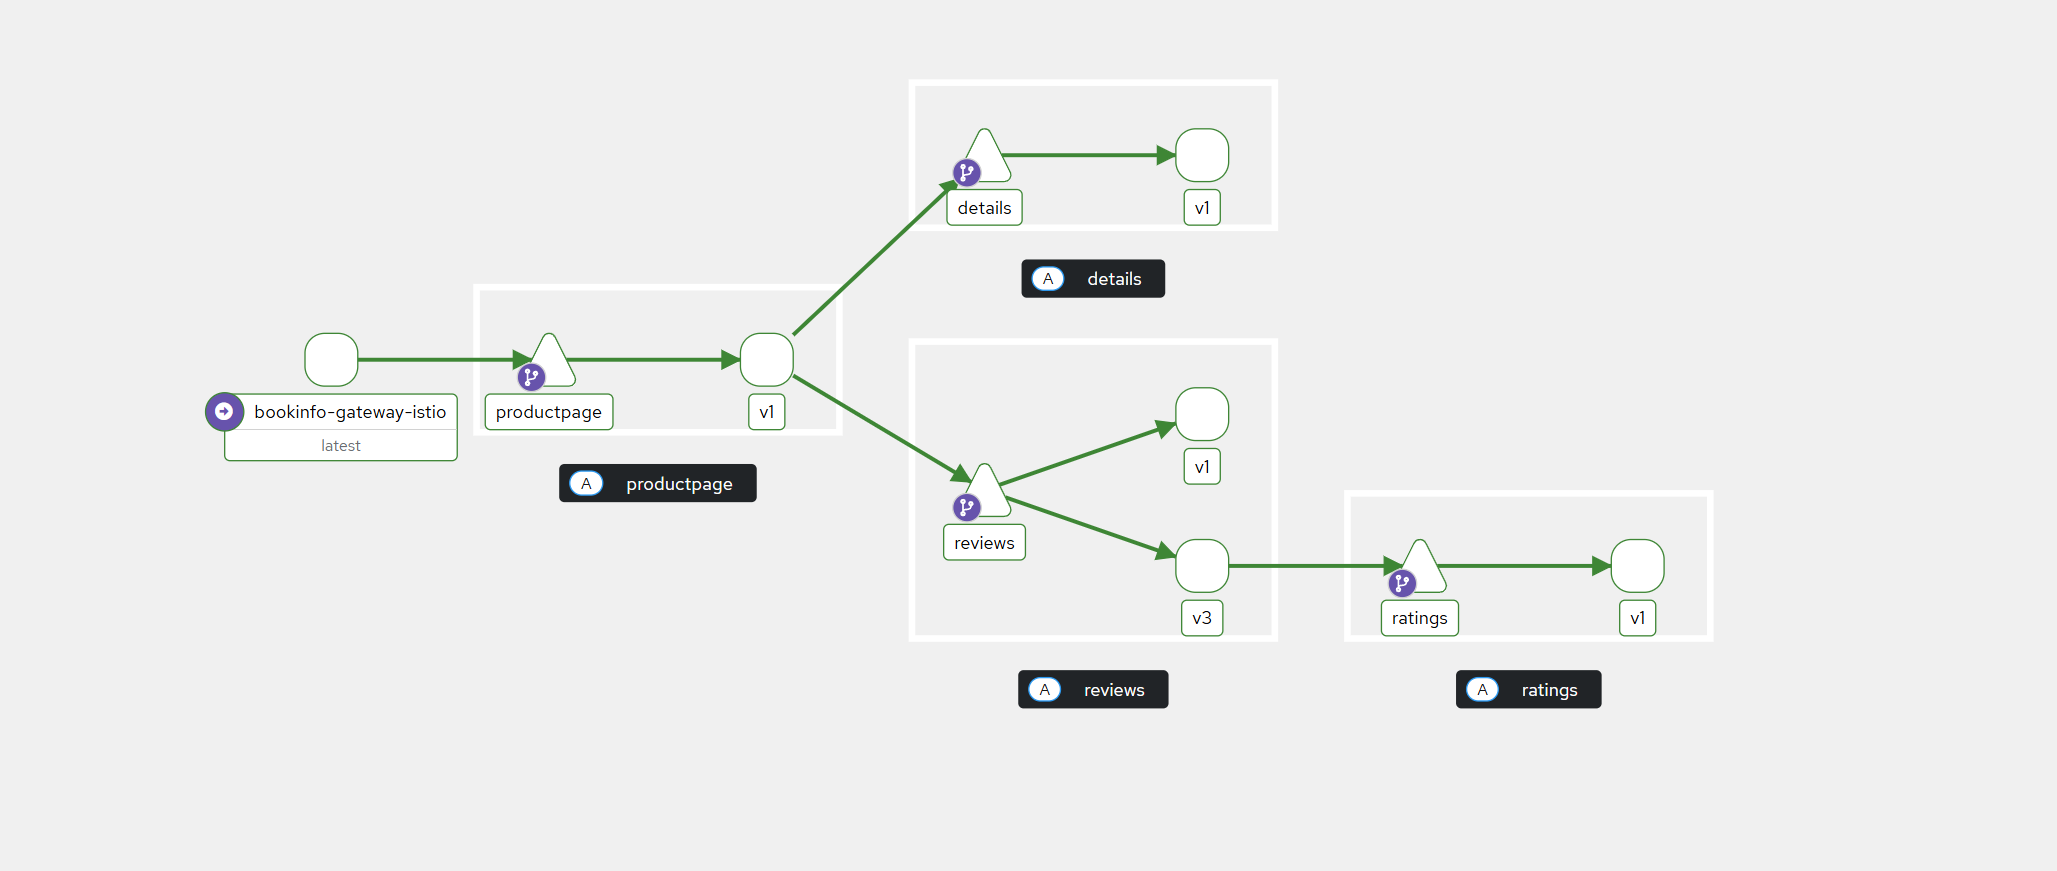 details
v1
A details
bookinfo-gateway-istio
latest
productpage
v1
A productpage
v1
reviews
v3
A reviews
ratings
v1
A ratings